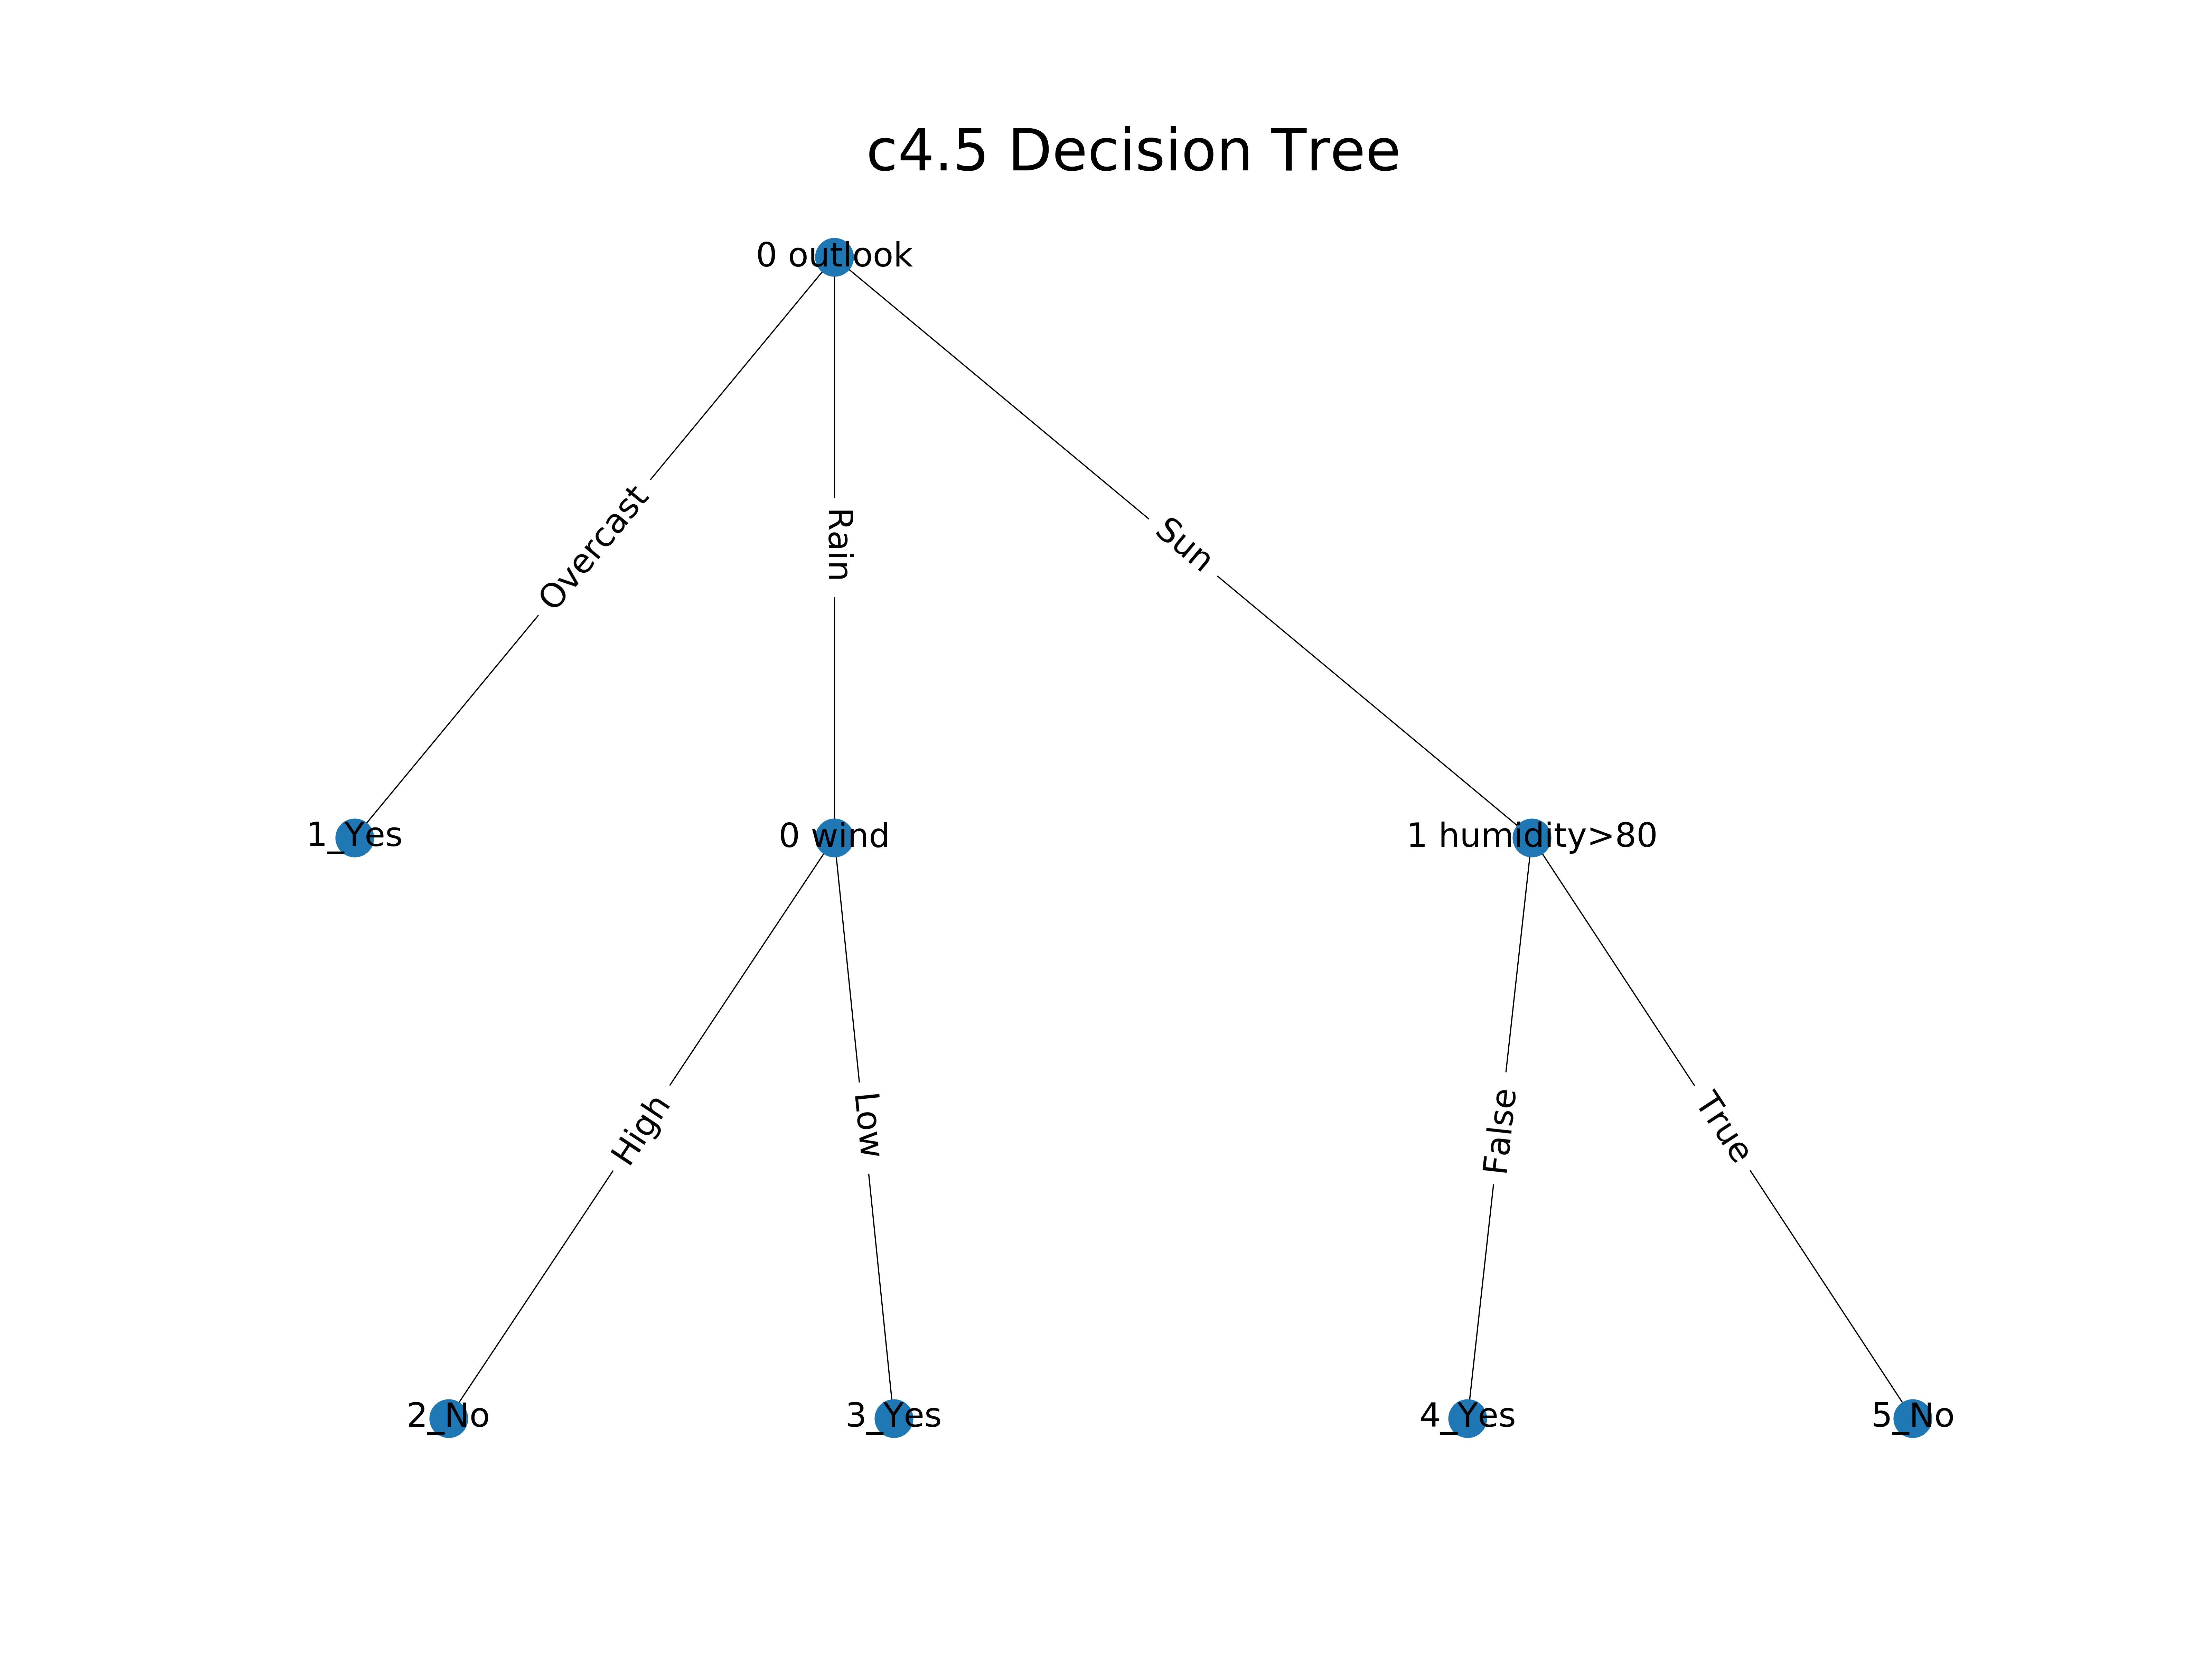 c4.5 Decision Tree
0 outlook
Overcast
Rain
Sun
1_Yes
0 wind
1 humidity>80
High
Low
False
True
2_No
3_Yes
4_Yes
5_No